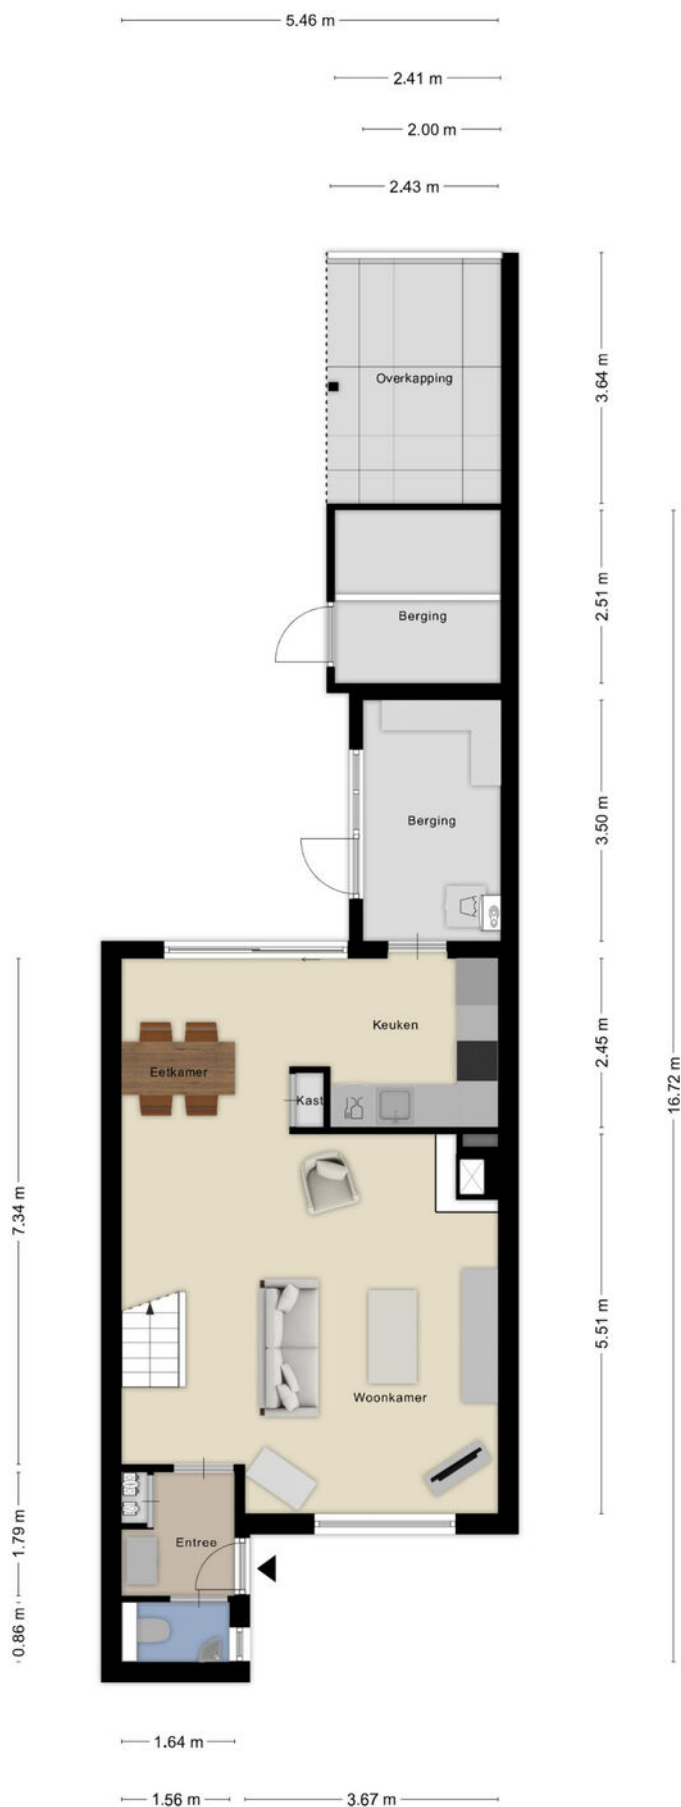 5.46 m
2.41 m
2.00 m
2.43 m
3.64 m
Overkapping
2.51 m
Berging
3.50 m
Berging
Keuken
2.45 m
Eetkamer
Kast
16.72 m
7.34 m
5.51 m
Woonkamer
1.79 m
Entree
0.86 m
1.64 m
1.56 m
3.67 m